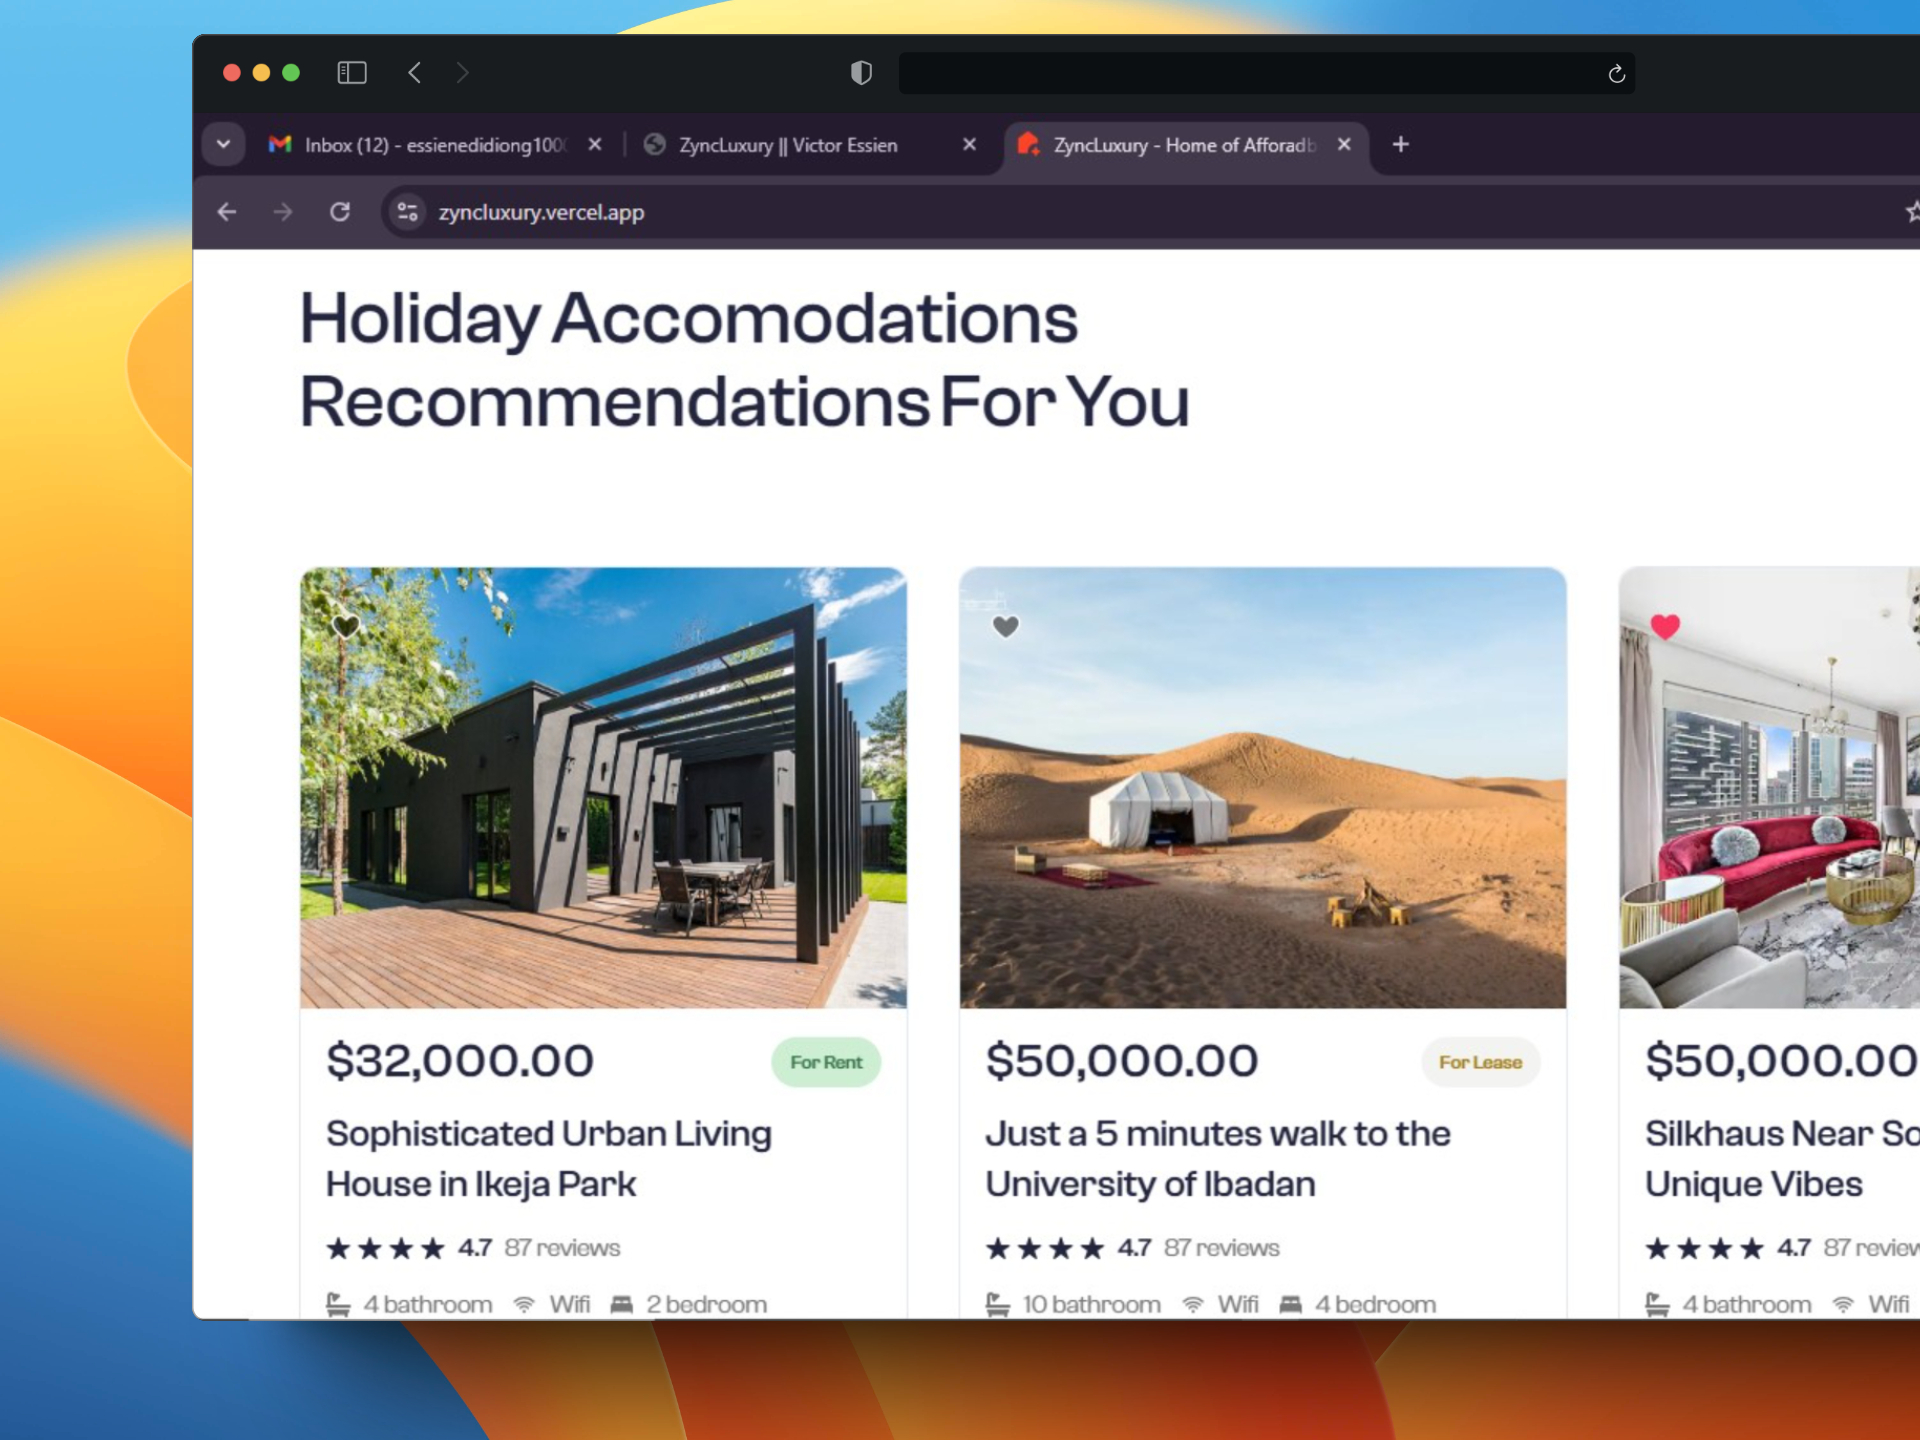 Inbox (12) - essienedidiong100
ZyncLuxury || Victor Essien
ZyncLuxury - Home of Afforadb
zyncluxury.vercel.app
Holiday Accomodations
Recommendations For You
$32,000.00
For Rent
Sophisticated Urban Living
House in Ikeja Park
4.7 87 reviews
4 bathroom Wifi 2 bedroom
$50,000.00
For Lease
Just a 5 minutes walk to the
University of Ibadan
4.7 87 reviews
10 bathroom Wifi 4 bedroom
$50,000.00
Silkhaus Near So
Unique Vibes
4.7 87 review
4 bathroom Wifi